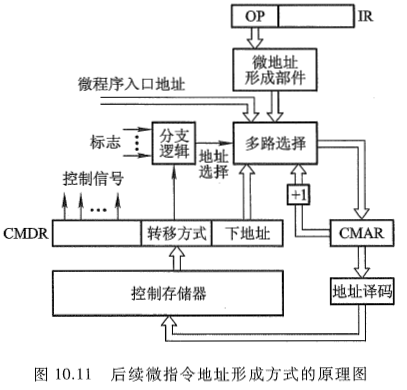 OP
IR
微地址
形成部件
微程序入口地址
标志
分支
逻辑
地址
选择
多路选择
控制信号
+1
CMDR
转移方式
下地址
CMAR
控制存储器
地址译码
图 10.11 后续微指令地址形成方式的原理图